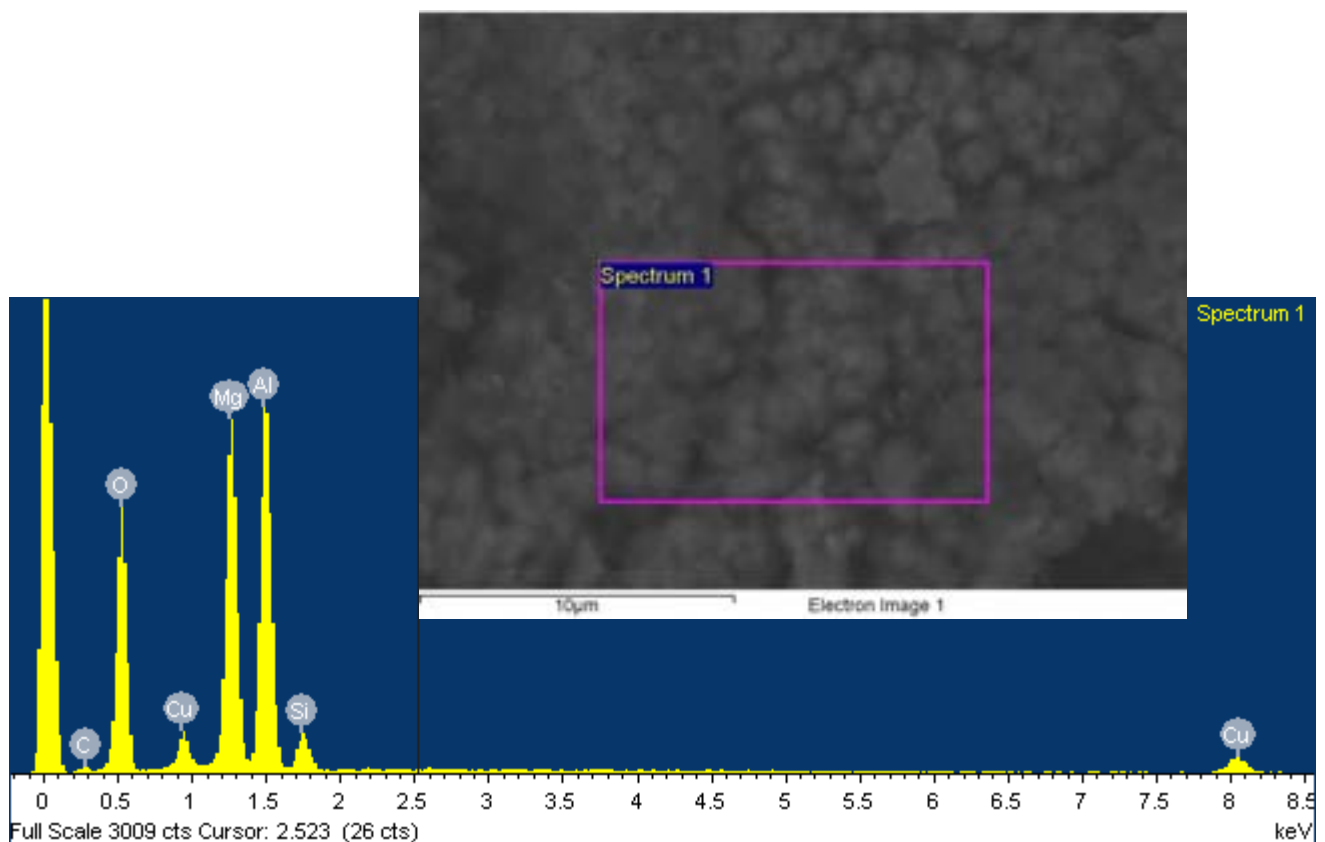 Spectrum 1
10µm
Electron Image 1
Spectrum 1
Mg
Al
O
Cu
Si
C
Cu
0 0.5 1 1.5 2 2.5 3 3.5 4 4.5 5 5.5 6 6.5 7 7.5 8 8.5
Full Scale 3009 cts Cursor: 2.523 (26 cts)
keV